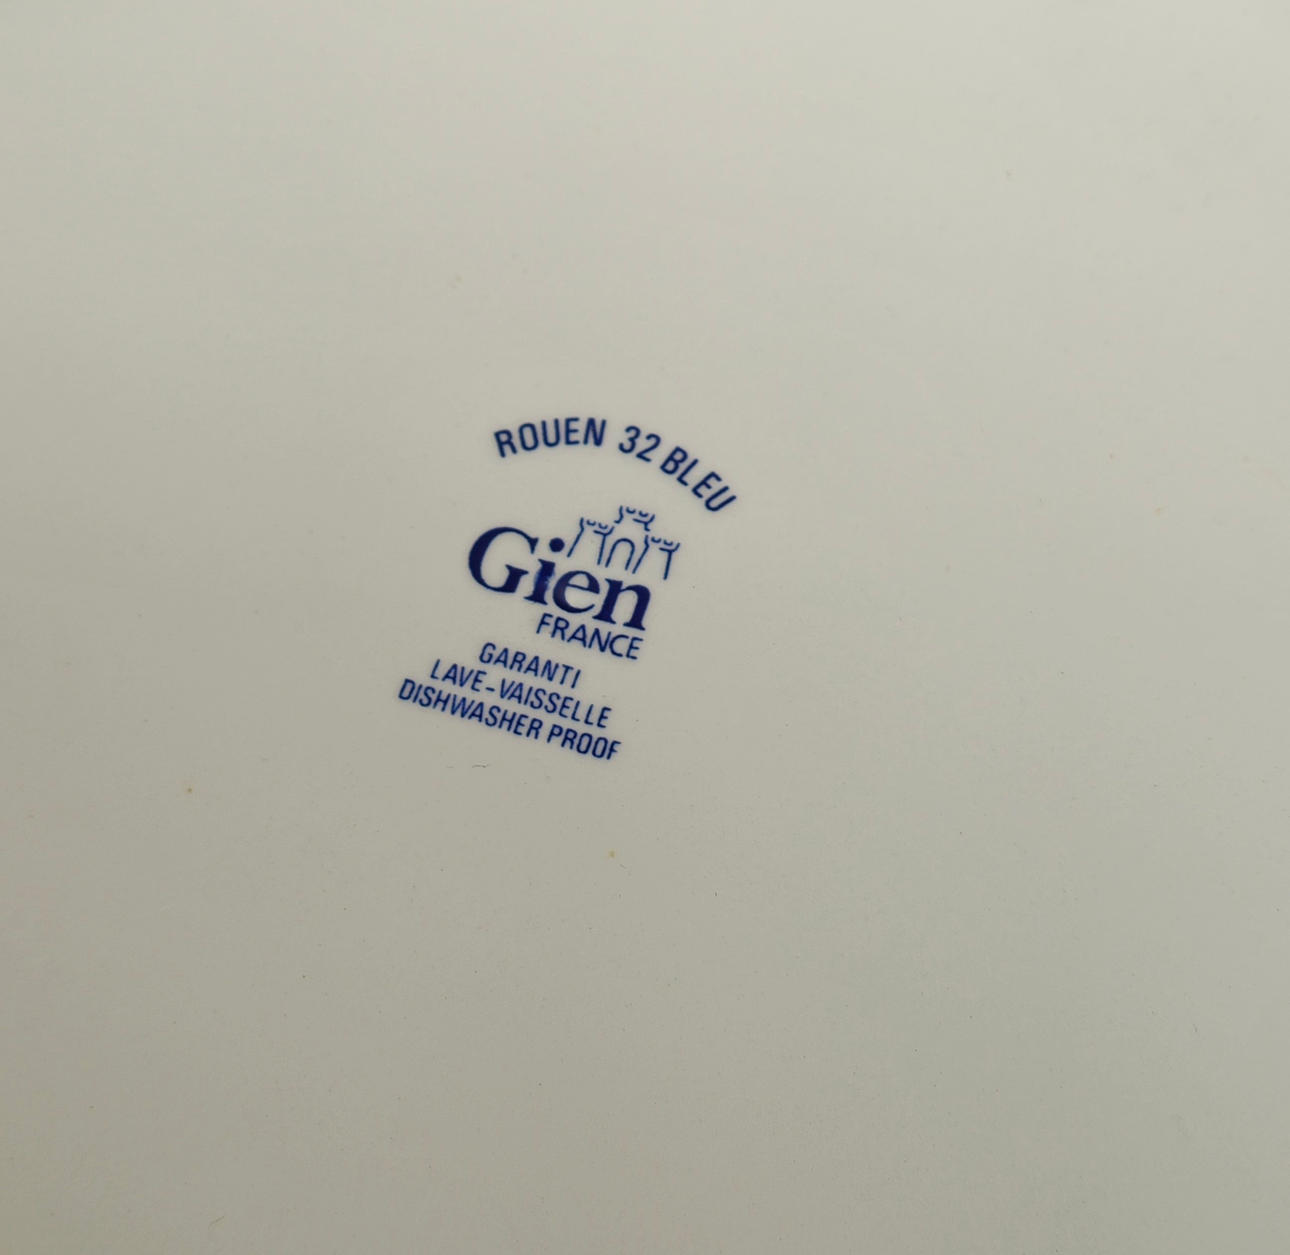 ROUEN 32 BLEU
Gien
FRANCE
GARANTI
LAVE-VAISSELLE
DISHWASHER PROOF